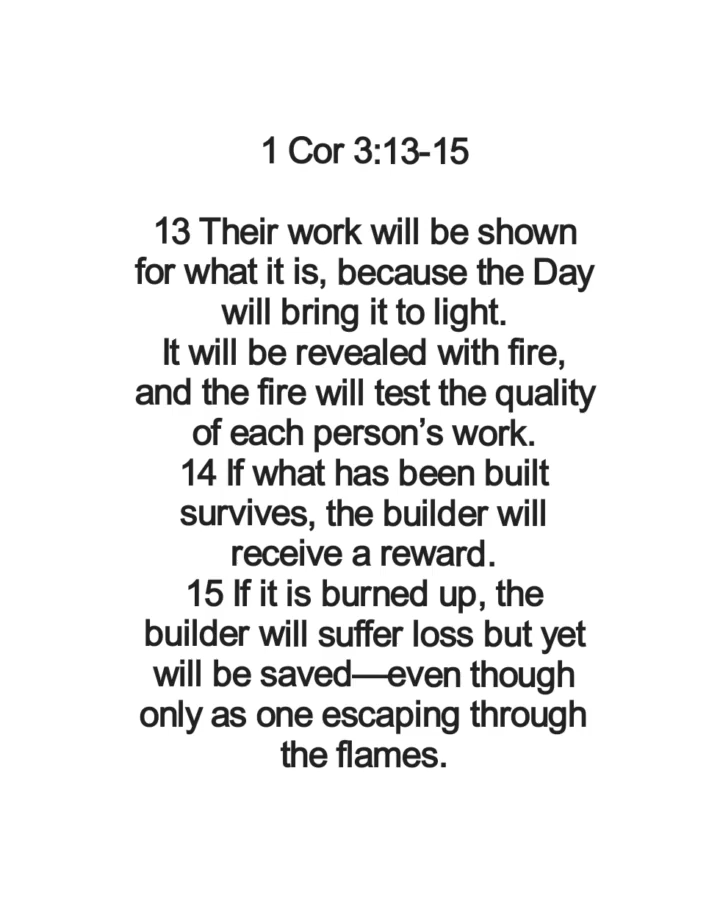 1 Cor 3:13-15
13 Their work will be shown
for what it is, because the Day
will bring it to light.
It will be revealed with fire,
and the fire will test the quality
of each person’s work.
14 If what has been built
survives, the builder will
receive a reward.
15 If it is burned up, the
builder will suffer loss but yet
will be saved—even though
only as one escaping through
the flames.